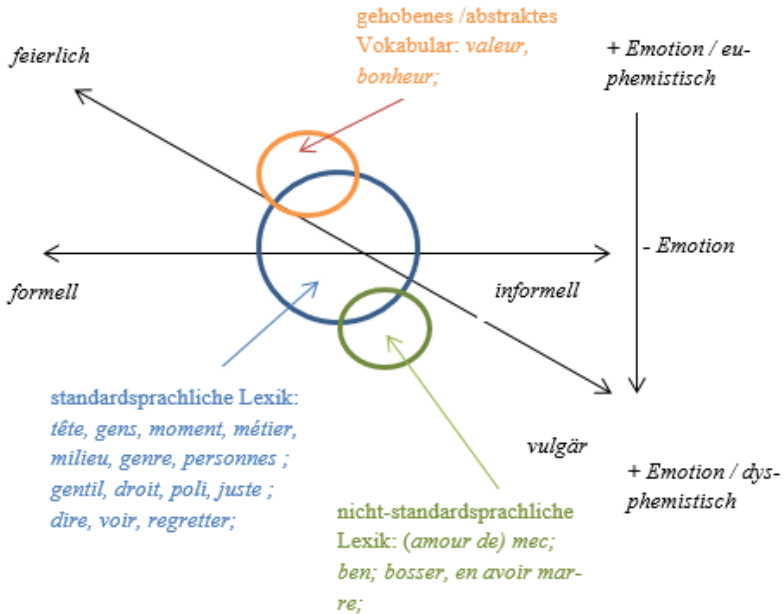 gehobenes /abstraktes
Vokabular: valeur,
bonheur;
+ Emotion / eu-
phemistisch
feierlich
- Emotion
formell
informell
standardsprachliche Lexik:
tête, gens, moment, métier,
milieu, genre, personnes ;
gentil, droit, poli, juste ;
dire, voir, regretter;
vulgär
+ Emotion / dys-
phemistisch
nicht-standardsprachliche
Lexik: (amour de) mec;
ben; bosser, en avoir mar-
re;